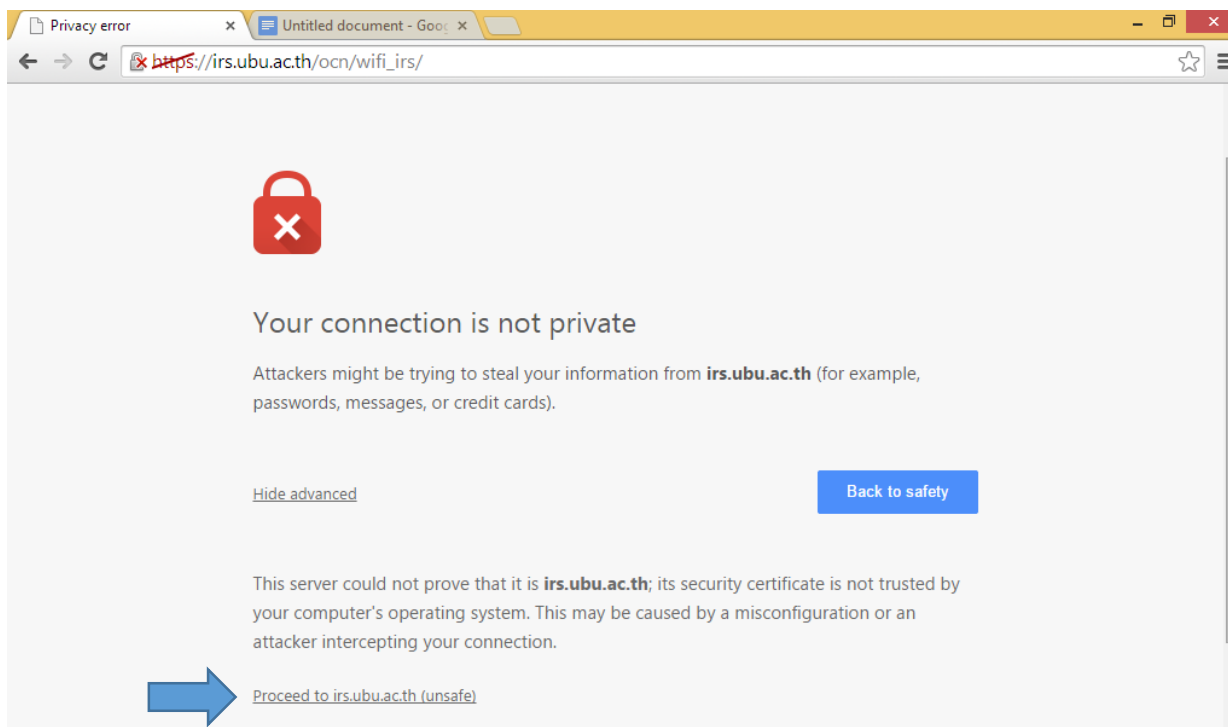 Privacy error
Untitled document - Goog
https://irs.ubu.ac.th/ocn/wifi_irs/
Your connection is not private
Attackers might be trying to steal your information from irs.ubu.ac.th (for example,
passwords, messages, or credit cards).
Hide advanced
Back to safety
This server could not prove that it is irs.ubu.ac.th; its security certificate is not trusted by
your computer's operating system. This may be caused by a misconfiguration or an
attacker intercepting your connection.
Proceed to irs.ubu.ac.th (unsafe)